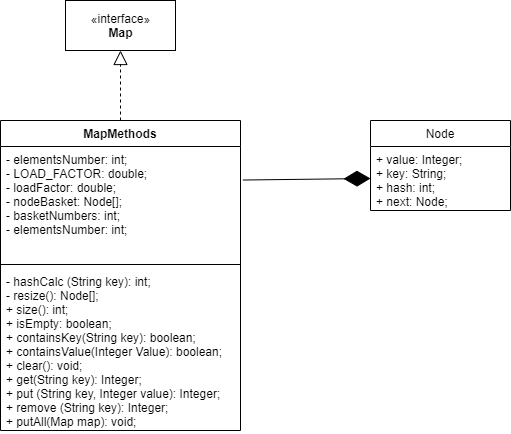 «interface»
Map
MapMethods
- elementsNumber: int;
- LOAD_FACTOR: double;
- loadFactor: double;
- nodeBasket: Node[];
- basketNumbers: int;
- elementsNumber: int;
- hashCalc (String key): int;
- resize(): Node[];
+ size(): int;
+ isEmpty: boolean;
+ containsKey(String key): boolean;
+ containsValue(Integer Value): boolean;
+ clear(): void;
+ get(String key): Integer;
+ put (String key, Integer value): Integer;
+ remove (String key): Integer;
+ putAll(Map map): void;
Node
+ value: Integer;
+ key: String;
+ hash: int;
+ next: Node;